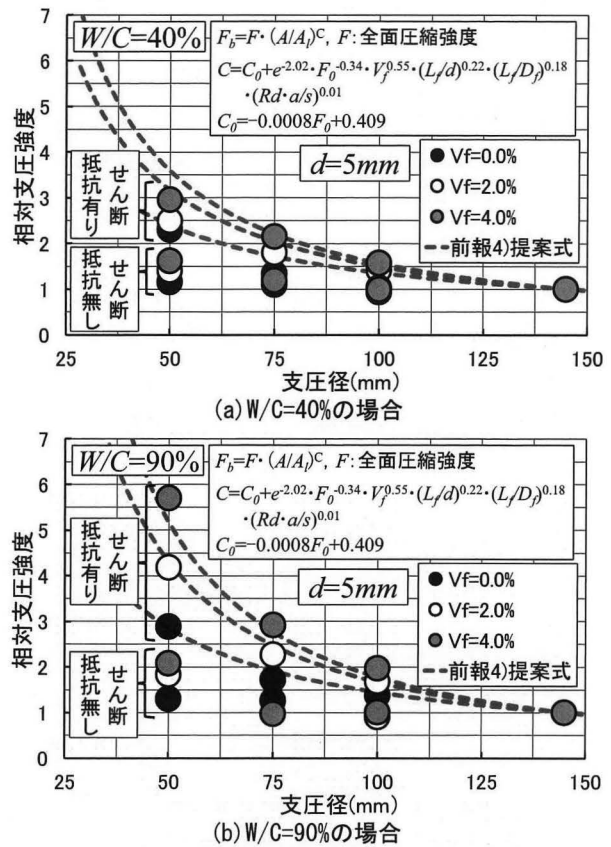 7
6
5
4
3
2
1
0
相対支圧強度
W/C=40%
F_b=F·(A/A_l)^C, F:全面圧縮強度
C=C_0+e^{-2.02}·F_0^{-0.34}·V_f^{0.55}·(L_f/d)^{0.22}·(L_f/D_f)^{0.18}
·(Rd·a/s)^{0.01}
C_0=−0.0008F_0+0.409
d=5mm
Vf=0.0%
Vf=2.0%
Vf=4.0%
前報4)提案式
せん断
抵抗有り
せん断
抵抗無し
25 50 75 100 125 150
支圧径(mm)
(a) W/C=40%の場合
7
6
5
4
3
2
1
0
相対支圧強度
W/C=90%
F_b=F·(A/A_l)^C, F:全面圧縮強度
C=C_0+e^{-2.02}·F_0^{-0.34}·V_f^{0.55}·(L_f/d)^{0.22}·(L_f/D_f)^{0.18}
·(Rd·a/s)^{0.01}
C_0=−0.0008F_0+0.409
d=5mm
Vf=0.0%
Vf=2.0%
Vf=4.0%
前報4)提案式
せん断
抵抗有り
せん断
抵抗無し
25 50 75 100 125 150
支圧径(mm)
(b) W/C=90%の場合